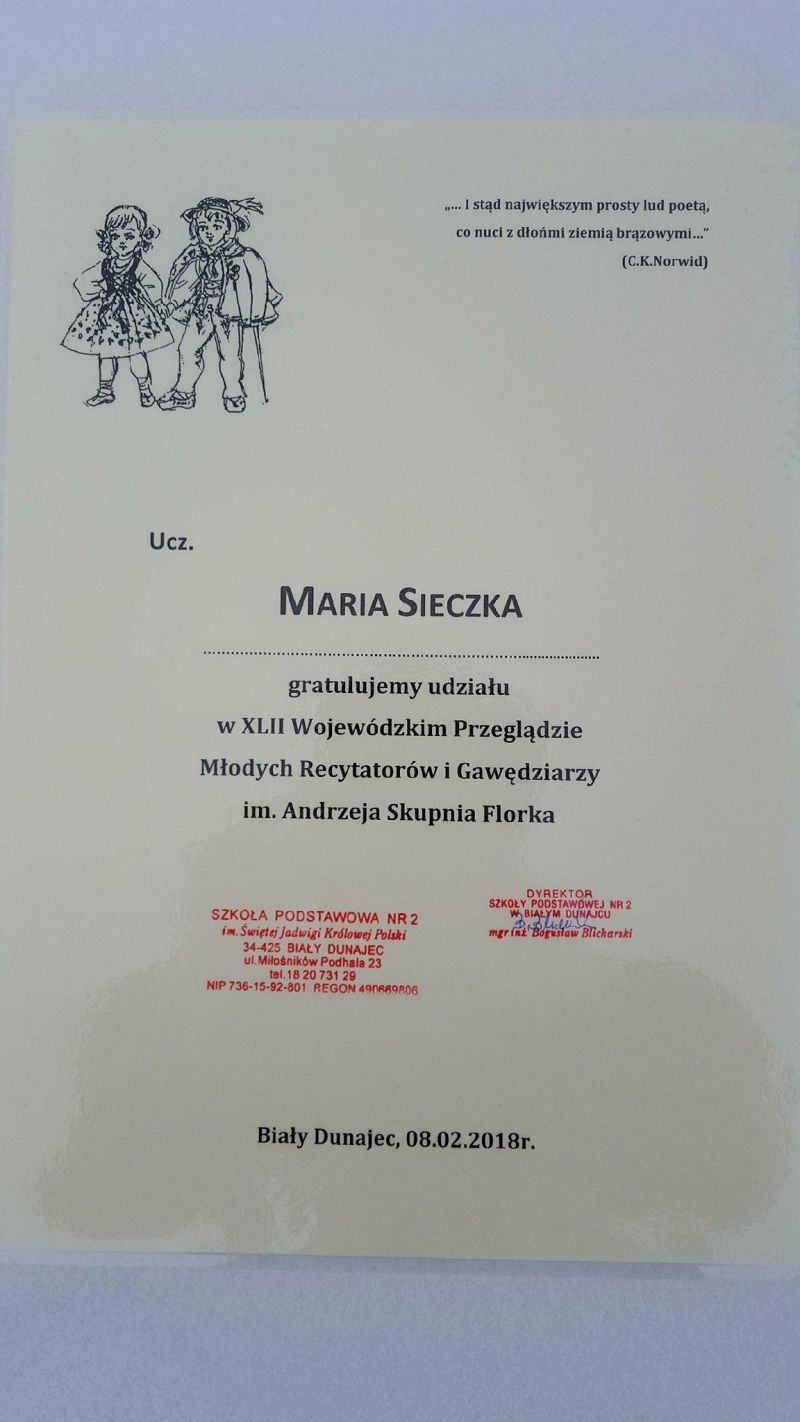 „... I stąd największym prosty lud poetą,
co nuci z dłońmi ziemią brązowymi...”
(C.K.Norwid)
Ucz.
MARIA SIECZKA
gratulujemy udziału
w XLII Wojewódzkim Przeglądzie
Młodych Recytatorów i Gawędziarzy
im. Andrzeja Skupnia Florka
SZKOŁA PODSTAWOWA NR 2
im. Świętej Jadwigi Królowej Polski
34-425 BIAŁY DUNAJEC
ul. Miłośników Podhala 23
tel. 18 20 731 29
NIP 736-15-92-801 REGON 490669806
DYREKTOR
SZKOŁY PODSTAWOWEJ NR 2
W BIAŁYM DUNAJCU
mgr inż. Bogusław Blicharski
Biały Dunajec, 08.02.2018r.